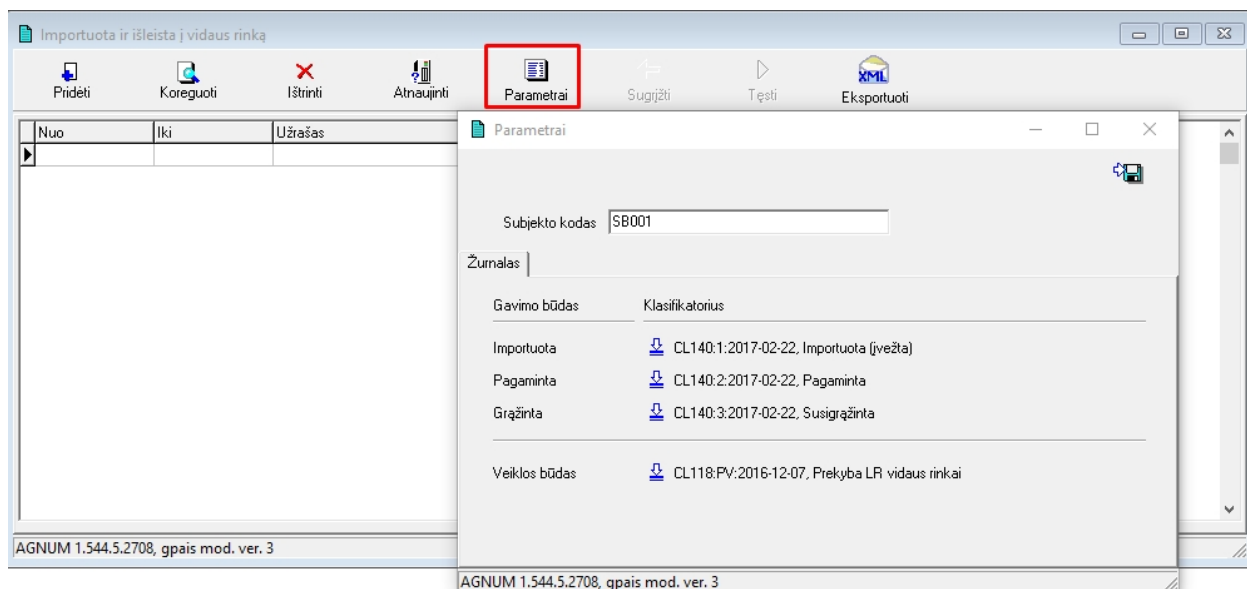 Importuota ir išleista į vidaus rinką
Pridėti Koreguoti Ištrinti Atnaujinti Parametrai Sugrįžti Tęsti XML Eksportuoti
Nuo Iki Užrašas
Parametrai
Subjekto kodas SB001
Žurnalas
Gavimo būdas Klasifikatorius
Importuota CL140:1:2017-02-22, Importuota (įvežta)
Pagaminta CL140:2:2017-02-22, Pagaminta
Grąžinta CL140:3:2017-02-22, Susigrąžinta
Veiklos būdas CL118:PV:2016-12-07, Prekyba LR vidaus rinkai
AGNUM 1.544.5.2708, gpais mod. ver. 3
AGNUM 1.544.5.2708, gpais mod. ver. 3